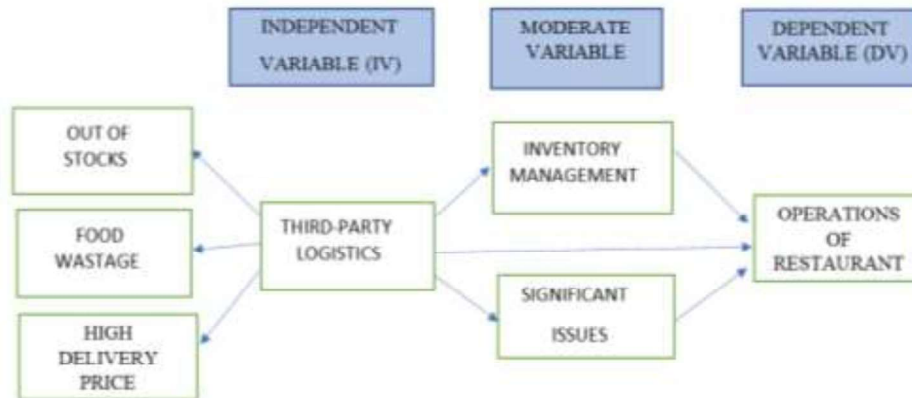 INDEPENDENT
VARIABLE (IV)
MODERATE
VARIABLE
DEPENDENT
VARIABLE (DV)
OUT OF
STOCKS
FOOD
WASTAGE
HIGH
DELIVERY
PRICE
THIRD-PARTY
LOGISTICS
INVENTORY
MANAGEMENT
SIGNIFICANT
ISSUES
OPERATIONS
OF
RESTAURANT